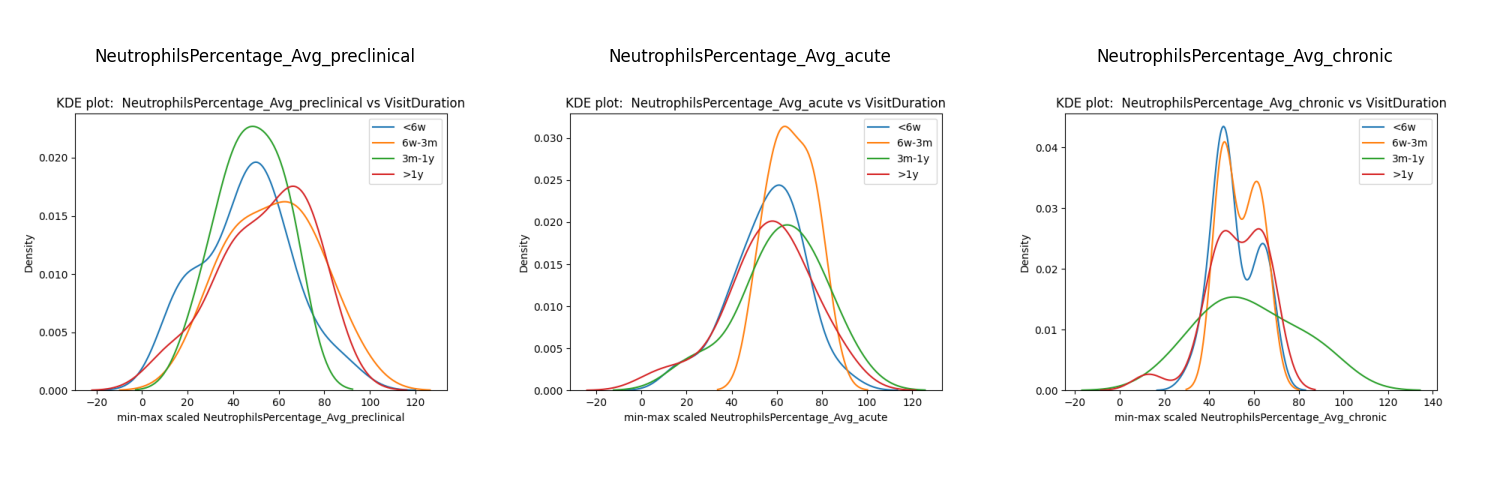 NeutrophilsPercentage_Avg_preclinical
KDE plot:  NeutrophilsPercentage_Avg_preclinical vs VisitDuration
<6w
6w-3m
3m-1y
>1y
0.020
0.015
0.010
0.005
0.000
Density
−20 0 20 40 60 80 100 120
min-max scaled NeutrophilsPercentage_Avg_preclinical
NeutrophilsPercentage_Avg_acute
KDE plot:  NeutrophilsPercentage_Avg_acute vs VisitDuration
<6w
6w-3m
3m-1y
>1y
0.030
0.025
0.020
0.015
0.010
0.005
0.000
Density
−20 0 20 40 60 80 100 120
min-max scaled NeutrophilsPercentage_Avg_acute
NeutrophilsPercentage_Avg_chronic
KDE plot:  NeutrophilsPercentage_Avg_chronic vs VisitDuration
<6w
6w-3m
3m-1y
>1y
0.04
0.03
0.02
0.01
0.00
Density
−20 0 20 40 60 80 100 120 140
min-max scaled NeutrophilsPercentage_Avg_chronic